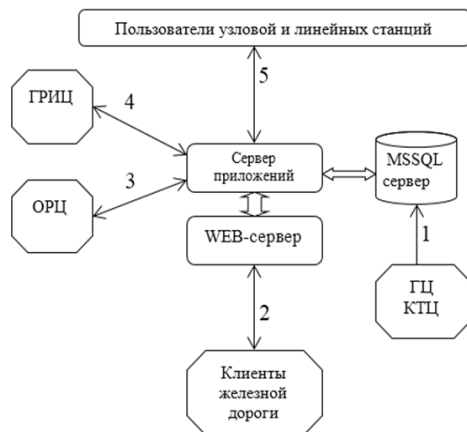 Пользователи узловой и линейных станций
5
ГРИЦ
4
Сервер
приложений
MSSQL
сервер
3
ОРЦ
WEB-сервер
1
ГЦ
КТЦ
2
Клиенты
железной
дороги